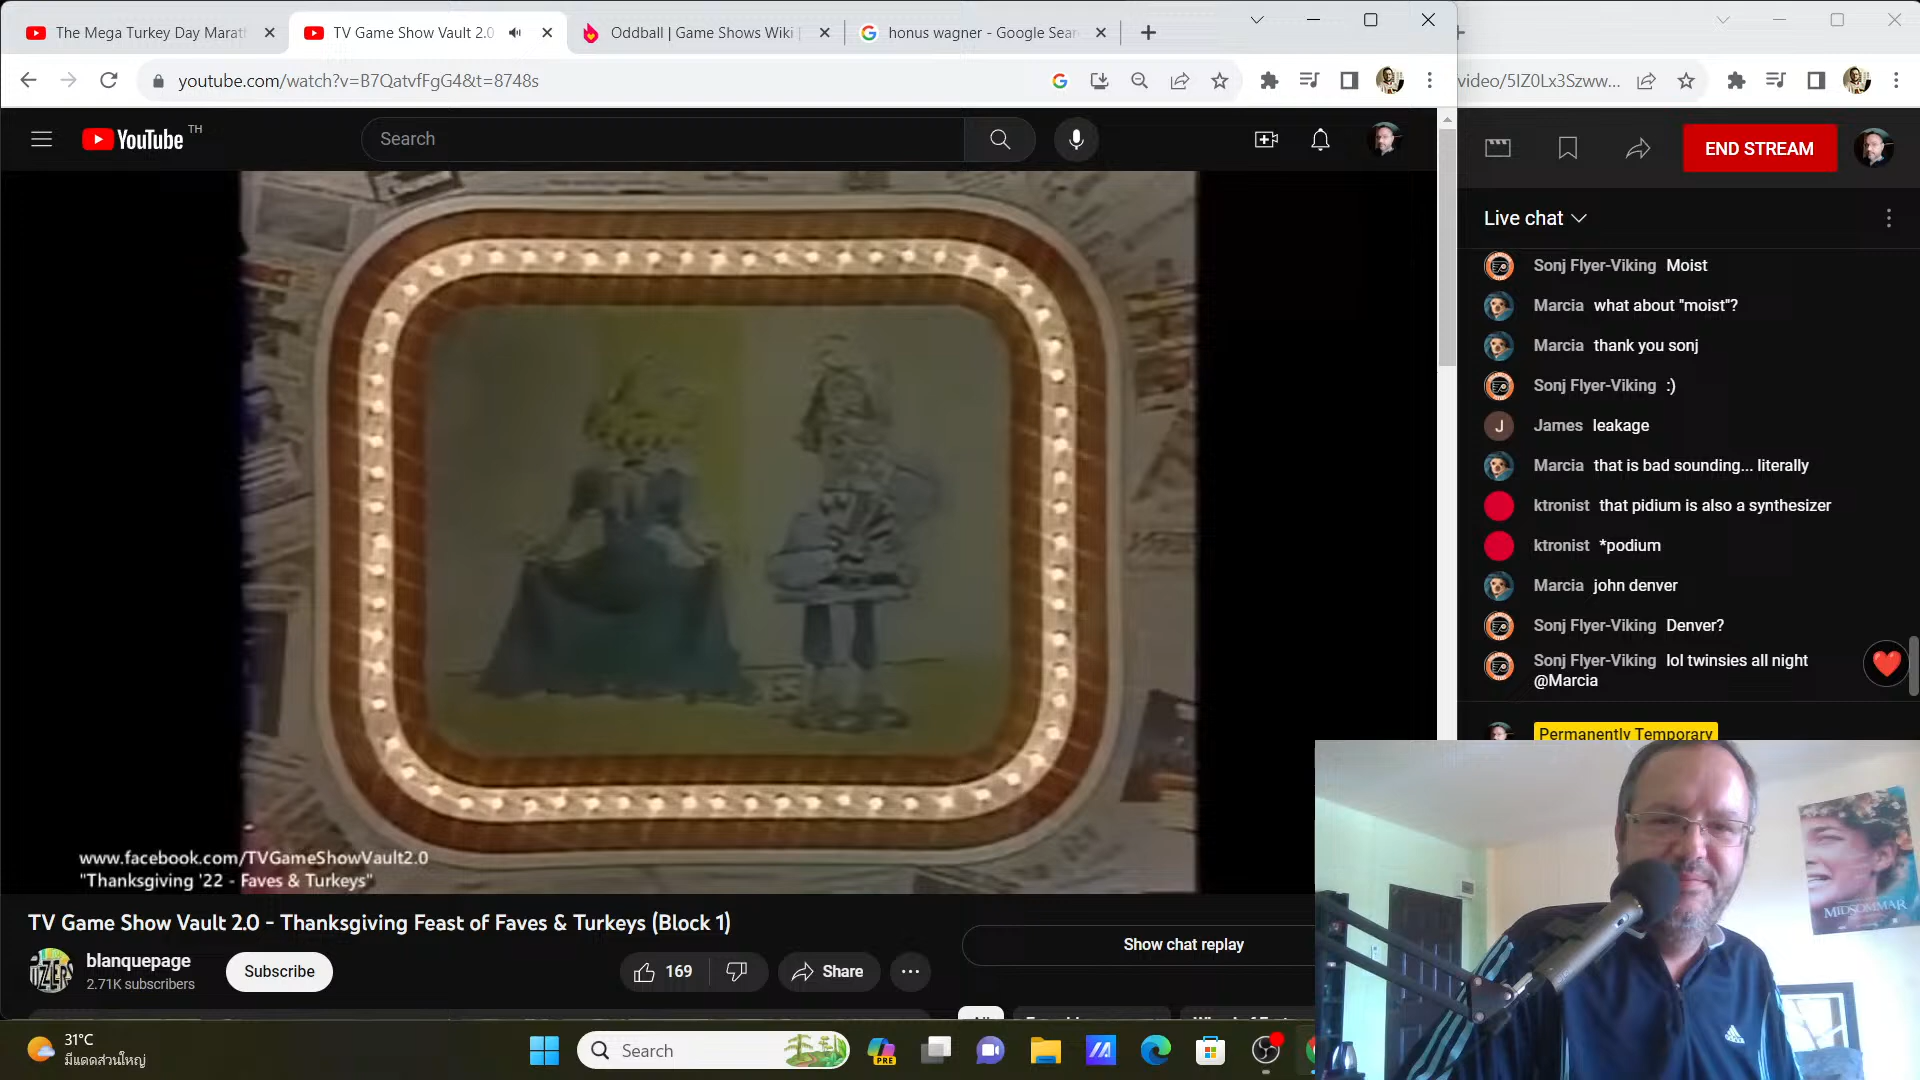 The Mega Turkey Day Marat
TV Game Show Vault 2.0
Oddball | Game Shows Wiki
honus wagner - Google Sear
youtube.com/watch?v=B7QatvfFgG4&t=8748s
video/5IZ0Lx3Szww...
YouTube TH
Search
END STREAM
Live chat
Sonj Flyer-Viking Moist
Marcia what about "moist"?
Marcia thank you sonj
Sonj Flyer-Viking :)
J James leakage
Marcia that is bad sounding... literally
ktronist that pidium is also a synthesizer
ktronist *podium
Marcia john denver
Sonj Flyer-Viking Denver?
Sonj Flyer-Viking lol twinsies all night
@Marcia
Permanently Temporary
www.facebook.com/TVGameShowVault2.0
"Thanksgiving '22 - Faves & Turkeys"
TV Game Show Vault 2.0 - Thanksgiving Feast of Faves & Turkeys (Block 1)
blanquepage
2.71K subscribers
Subscribe
169
Share
Show chat replay
MIDSOMMAR
31°C
มีแดดส่วนใหญ่
Search
PRE